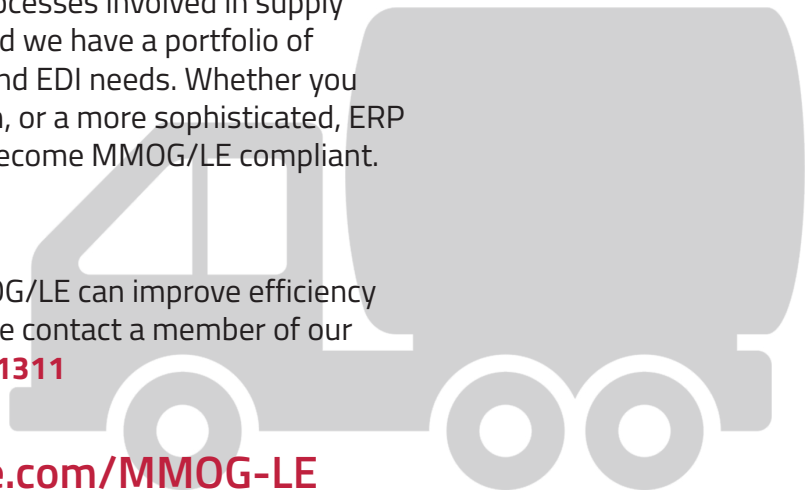 ocesses involved in supply
d we have a portfolio of
nd EDI needs. Whether you
, or a more sophisticated, ERP
ecome MMOG/LE compliant.
OG/LE can improve efficiency
e contact a member of our
1311
e.com/MMOG-LE